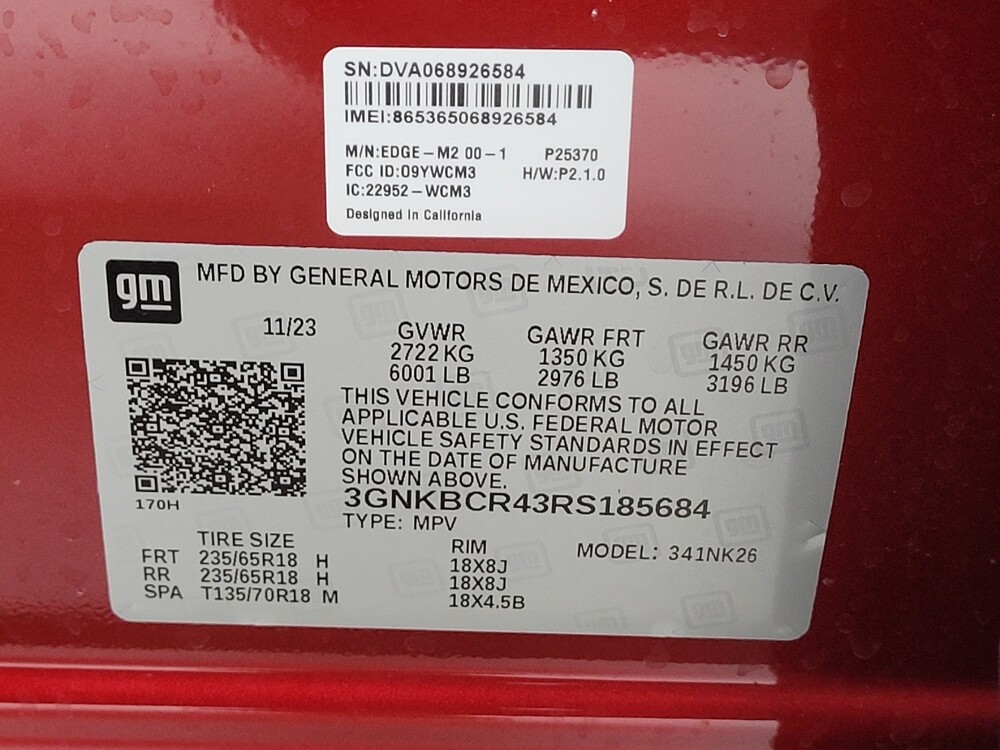 SN:DVA068926584
IMEI:865365068926584
M/N:EDGE-M2 00-1 P25370
FCC ID:O9YWCM3 H/W:P2.1.0
IC:22952-WCM3
Designed in California
gm MFD BY GENERAL MOTORS DE MEXICO, S. DE R.L. DE C.V.
11/23 GVWR GAWR FRT GAWR RR
2722 KG 1350 KG 1450 KG
6001 LB 2976 LB 3196 LB
THIS VEHICLE CONFORMS TO ALL
APPLICABLE U.S. FEDERAL MOTOR
VEHICLE SAFETY STANDARDS IN EFFECT
ON THE DATE OF MANUFACTURE
SHOWN ABOVE.
170H 3GNKBCR43RS185684
TYPE: MPV
TIRE SIZE RIM MODEL: 341NK26
FRT 235/65R18 H 18X8J
RR 235/65R18 H 18X8J
SPA T135/70R18 M 18X4.5B